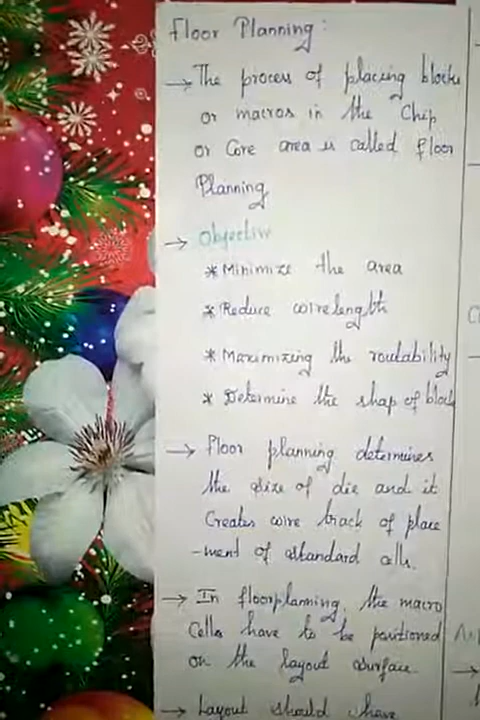 Floor Planning :
→ The process of placing blocks
or macros in the Chip
or Core area is called floor
Planning
→ Objective
* Minimize the area
* Reduce wirelength
* Maximizing the routability
* Determine the shap of block
→ Floor planning determines
the size of die and it
Creates wire track of place
-ment of standard cells.
→ In floorplanning, the macro
Cells have to be positioned
on the layout surface.
→ Layout should have